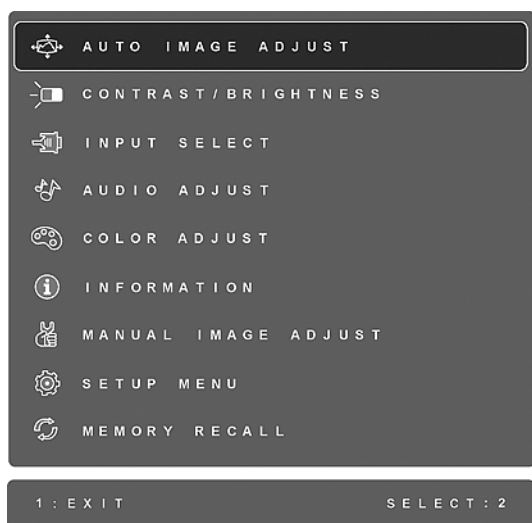 AUTO IMAGE ADJUST
CONTRAST/BRIGHTNESS
INPUT SELECT
AUDIO ADJUST
COLOR ADJUST
INFORMATION
MANUAL IMAGE ADJUST
SETUP MENU
MEMORY RECALL
1:EXIT SELECT:2